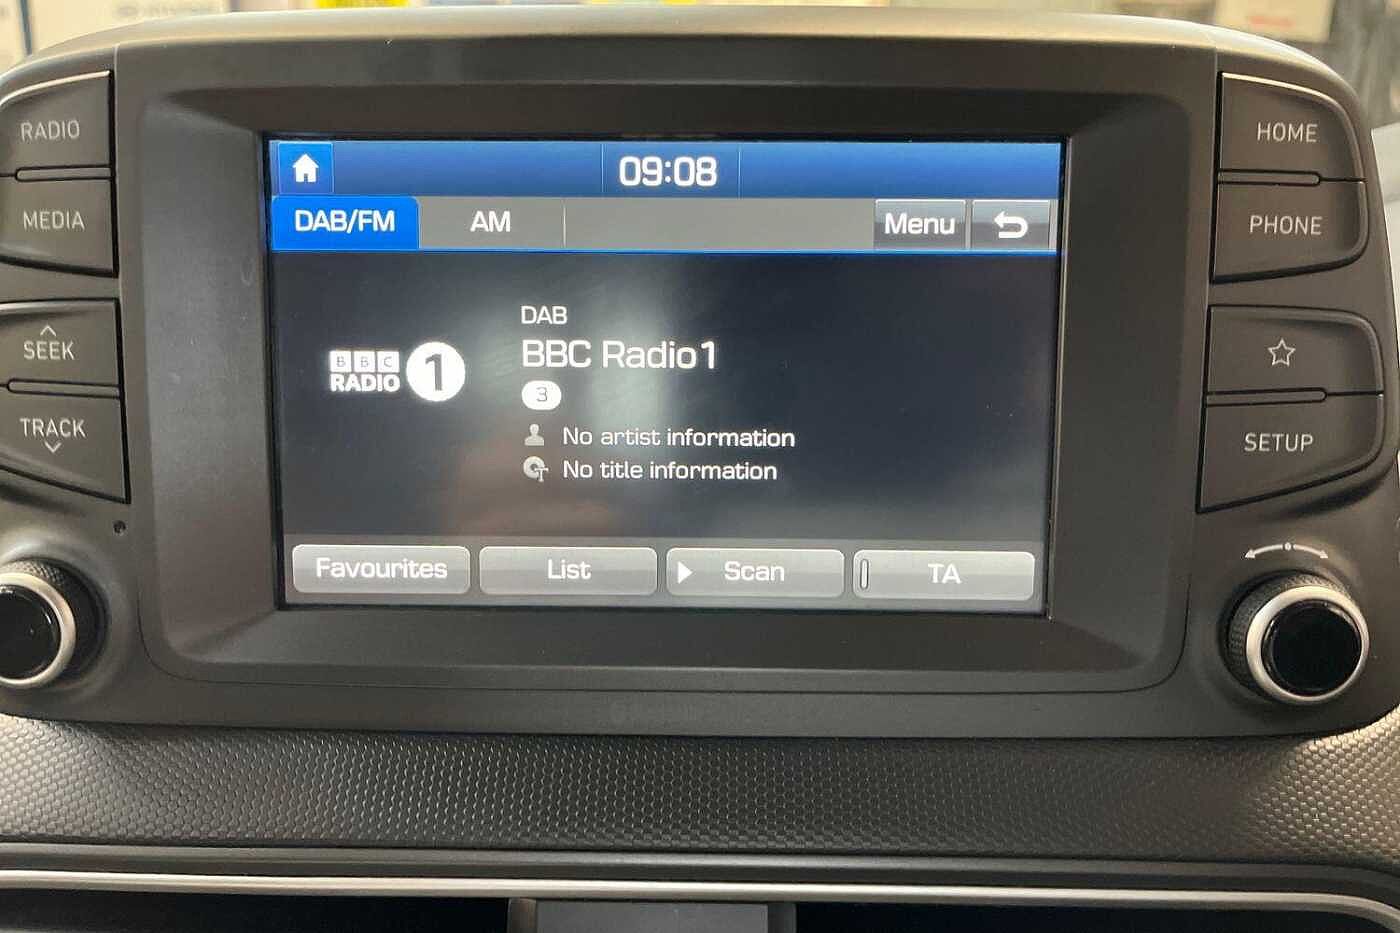 RADIO
MEDIA
SEEK
TRACK
09:08
DAB/FM
AM
Menu
BBC
RADIO 1
DAB
BBC Radio1
3
No artist information
No title information
Favourites
List
Scan
TA
HOME
PHONE
SETUP